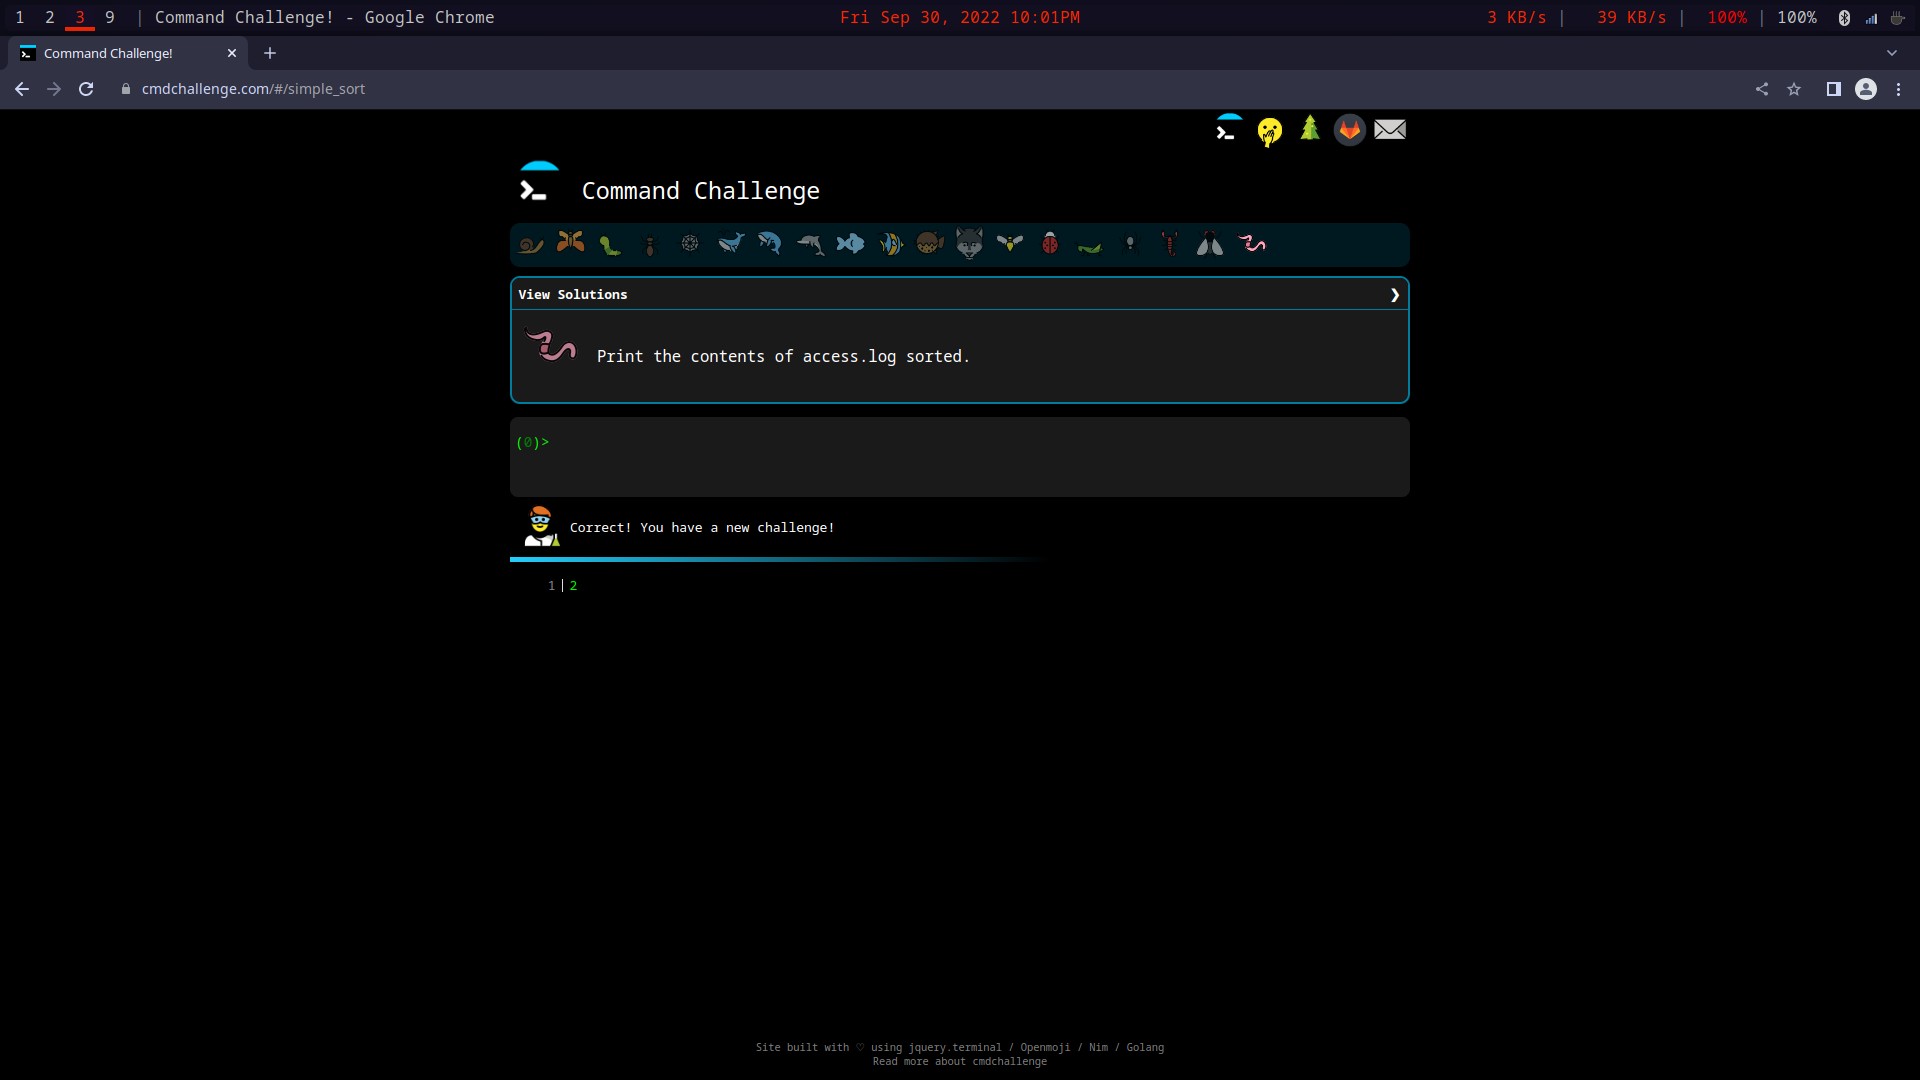 1 2 3 9 | Command Challenge! - Google Chrome
Fri Sep 30, 2022 10:01PM
3 KB/s | 39 KB/s | 100% | 100%
Command Challenge!
cmdchallenge.com/#/simple_sort
Command Challenge
View Solutions
Print the contents of access.log sorted.
(0)>
Correct! You have a new challenge!
1 | 2
Site built with ♡ using jquery.terminal / Openmoji / Nim / Golang
Read more about cmdchallenge